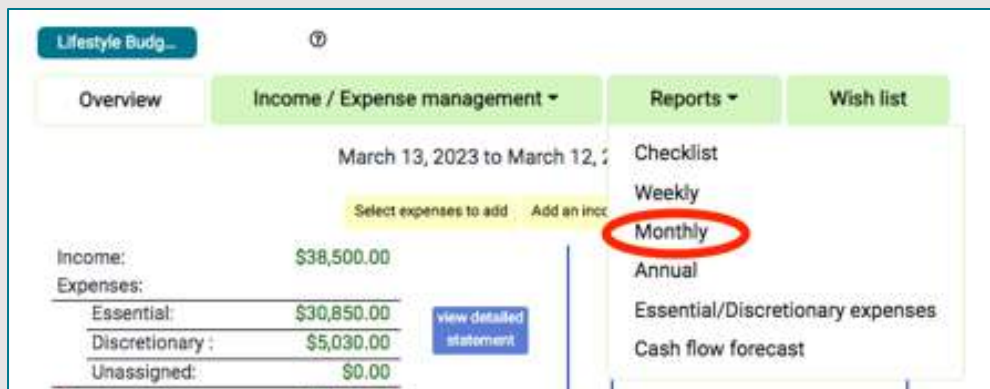 Lifestyle Budg...
Overview Income / Expense management Reports Wish list
March 13, 2023 to March 12,
Select expenses to add Add an
Checklist
Weekly
Monthly
Annual
Essential/Discretionary expenses
Cash flow forecast
Income: $38,500.00
Expenses:
Essential: $30,850.00
Discretionary : $5,030.00
Unassigned: $0.00
view detailed
statement